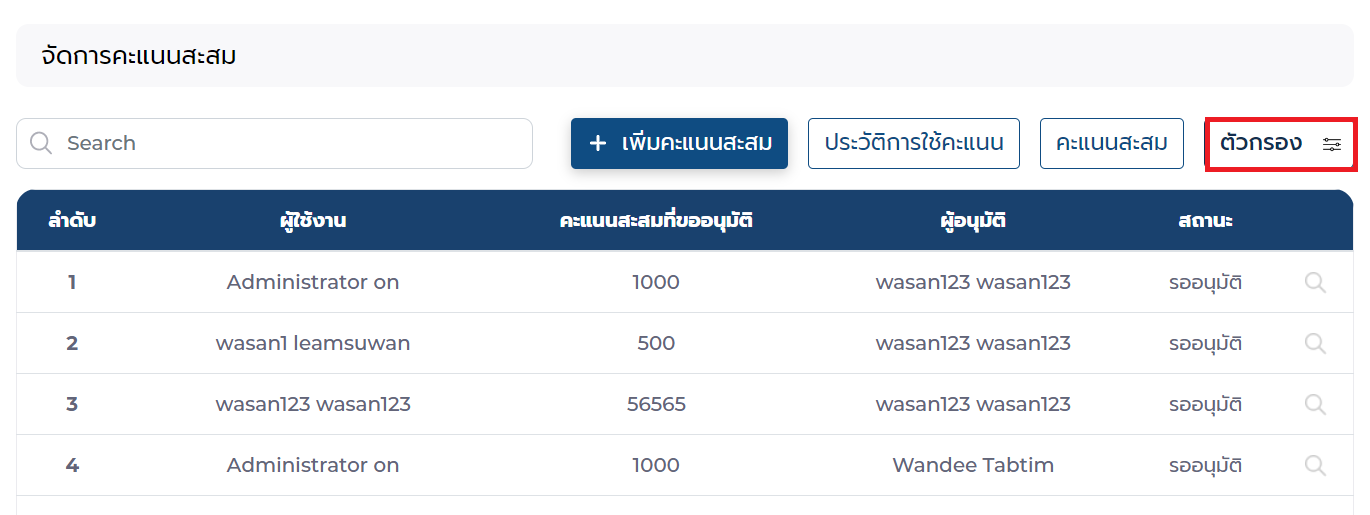 จัดการคะแนนสะสม
Search + เพิ่มคะแนนสะสม ประวัติการใช้คะแนน คะแนนสะสม ตัวกรอง
ลำดับ ผู้ใช้งาน คะแนนสะสมที่ขออนุมัติ ผู้อนุมัติ สถานะ
1 Administrator on 1000 wasan123 wasan123 รออนุมัติ
2 wasan1 leamsuwan 500 wasan123 wasan123 รออนุมัติ
3 wasan123 wasan123 56565 wasan123 wasan123 รออนุมัติ
4 Administrator on 1000 Wandee Tabtim รออนุมัติ